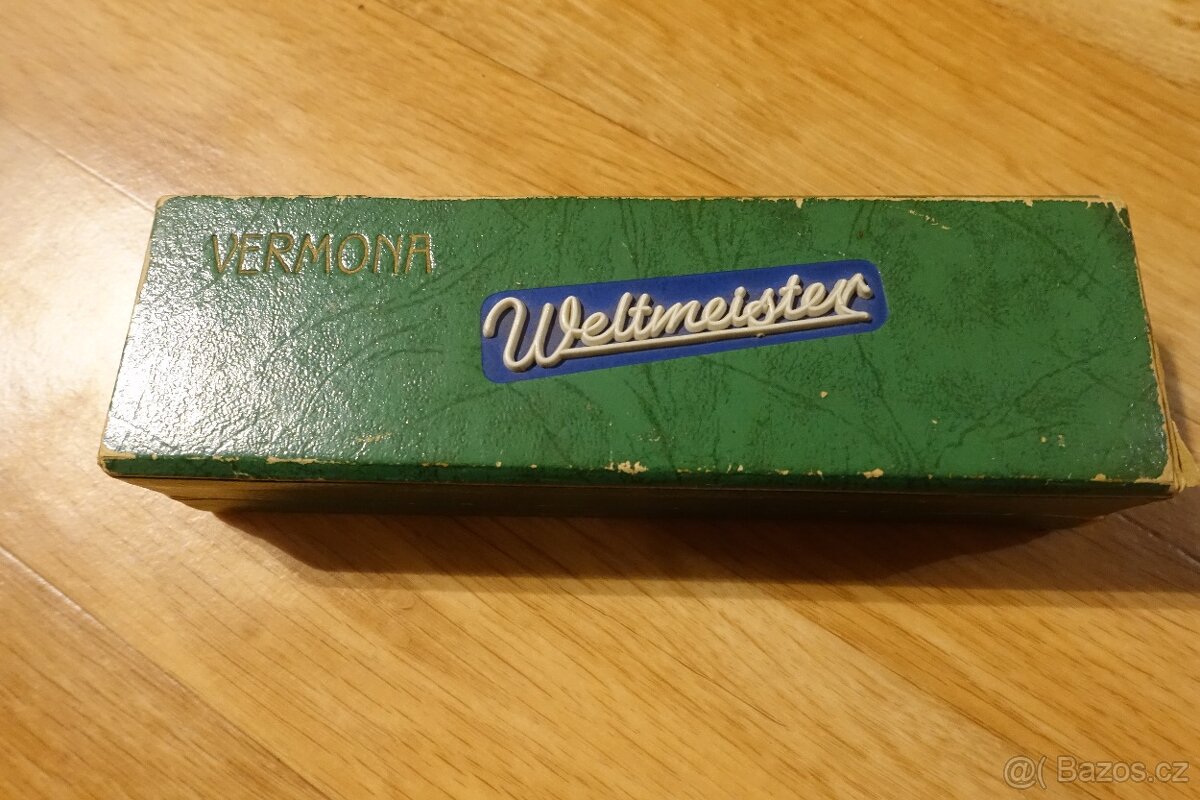 VERMONA
Weltmeister
@( Bazos.cz